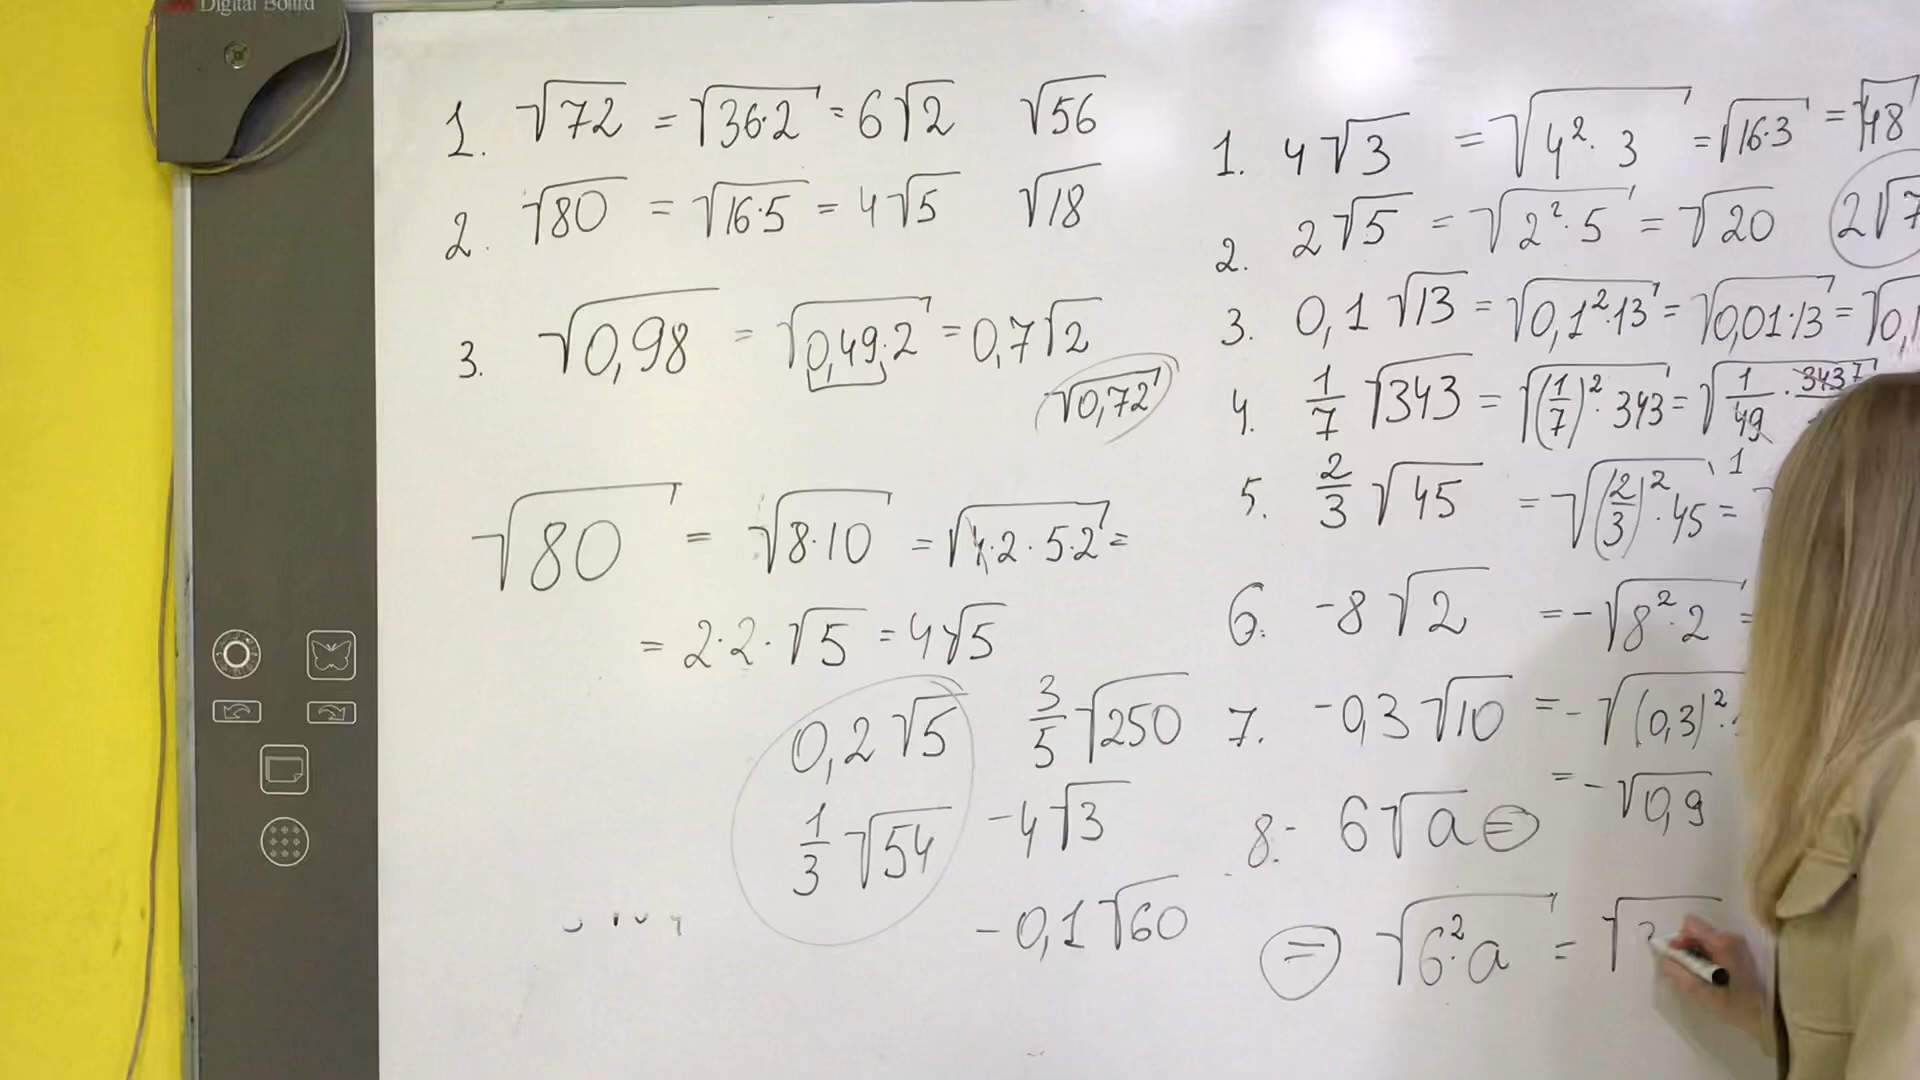 Digital Board
1. √72 = √36·2 = 6√2 √56
2. √80 = √16·5 = 4√5 √18
3. √0,98 = √0,49·2 = 0,7√2
√0,72
√80 = √8·10 = √4·2·5·2 =
= 2·2·√5 = 4√5
0,2√5 3/5 √250
1/3 √54 -4√3
-0,1√60
1. 4√3 = √4²·3 = √16·3 = √48
2. 2√5 = √2²·5 = √20 2√7
3. 0,1√13 = √0,1²·13 = √0,01·13 =
4. 1/7 √343 = √(1/7)²·343 = √1/49 · 343 7
1
5. 2/3 √45 = √(2/3)²·45 =
6. -8√2 = -√8²·2 =
7. -0,3√10 = -√(0,3)²·
= -√0,9
8. 6√a =
= √6²·a = √